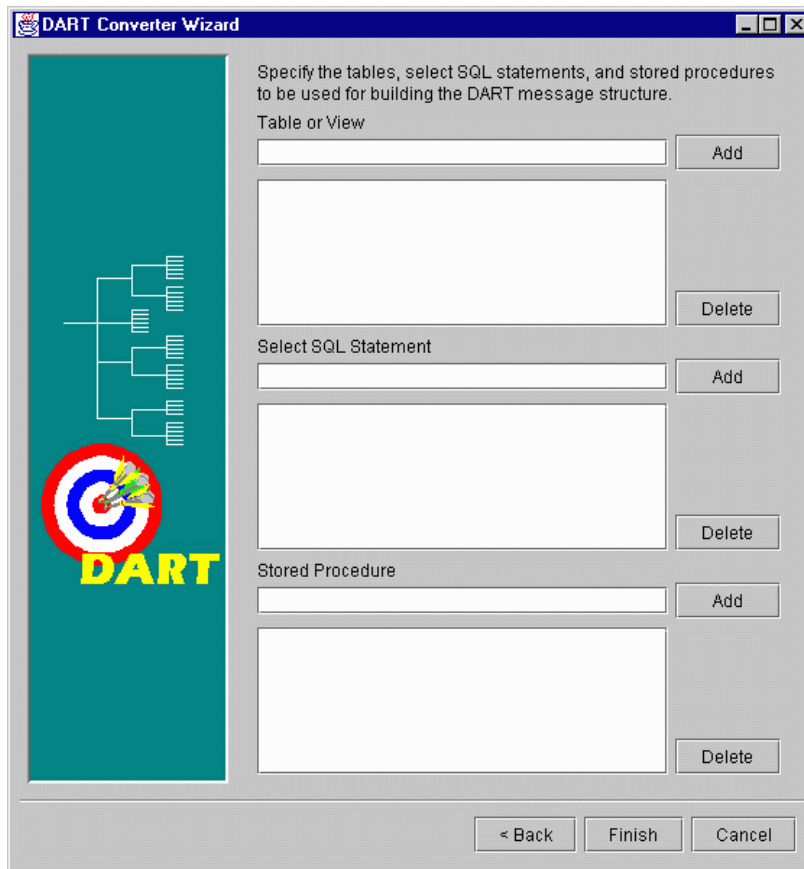 DART Converter Wizard
Specify the tables, select SQL statements, and stored procedures
to be used for building the DART message structure.
Table or View
Add
Delete
Select SQL Statement
Add
Delete
DART
Stored Procedure
Add
Delete
< Back
Finish
Cancel